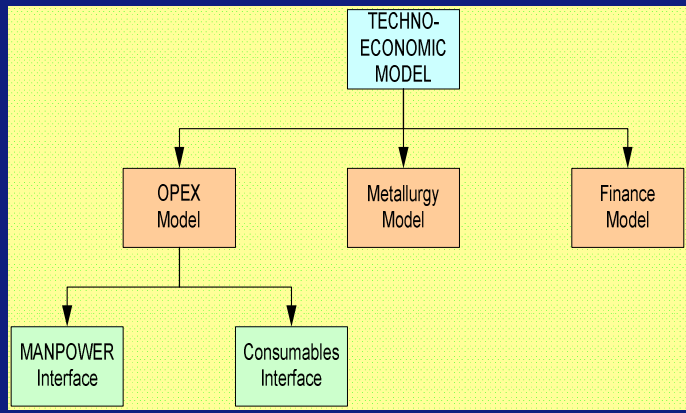 TECHNO-
ECONOMIC
MODEL
OPEX
Model
Metallurgy
Model
Finance
Model
MANPOWER
Interface
Consumables
Interface